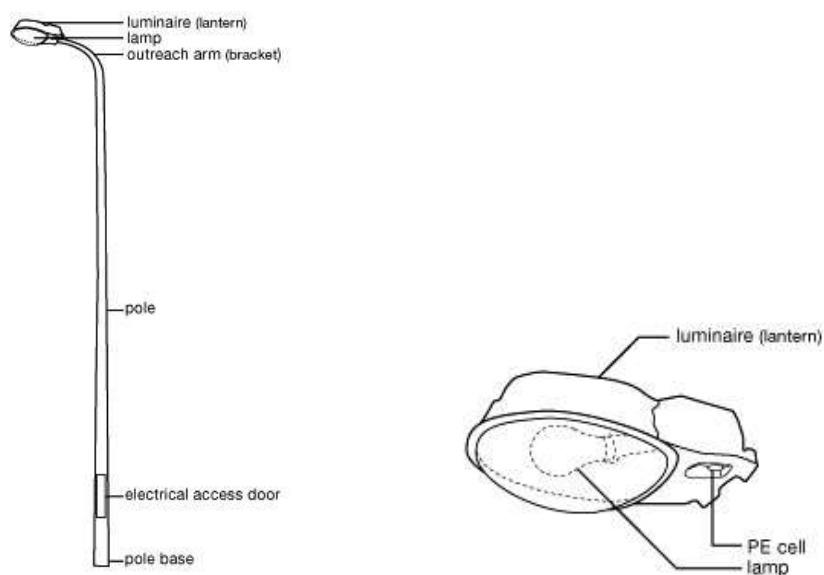 luminaire (lantern)
lamp
outreach arm (bracket)
pole
electrical access door
pole base
luminaire (lantern)
PE cell
lamp